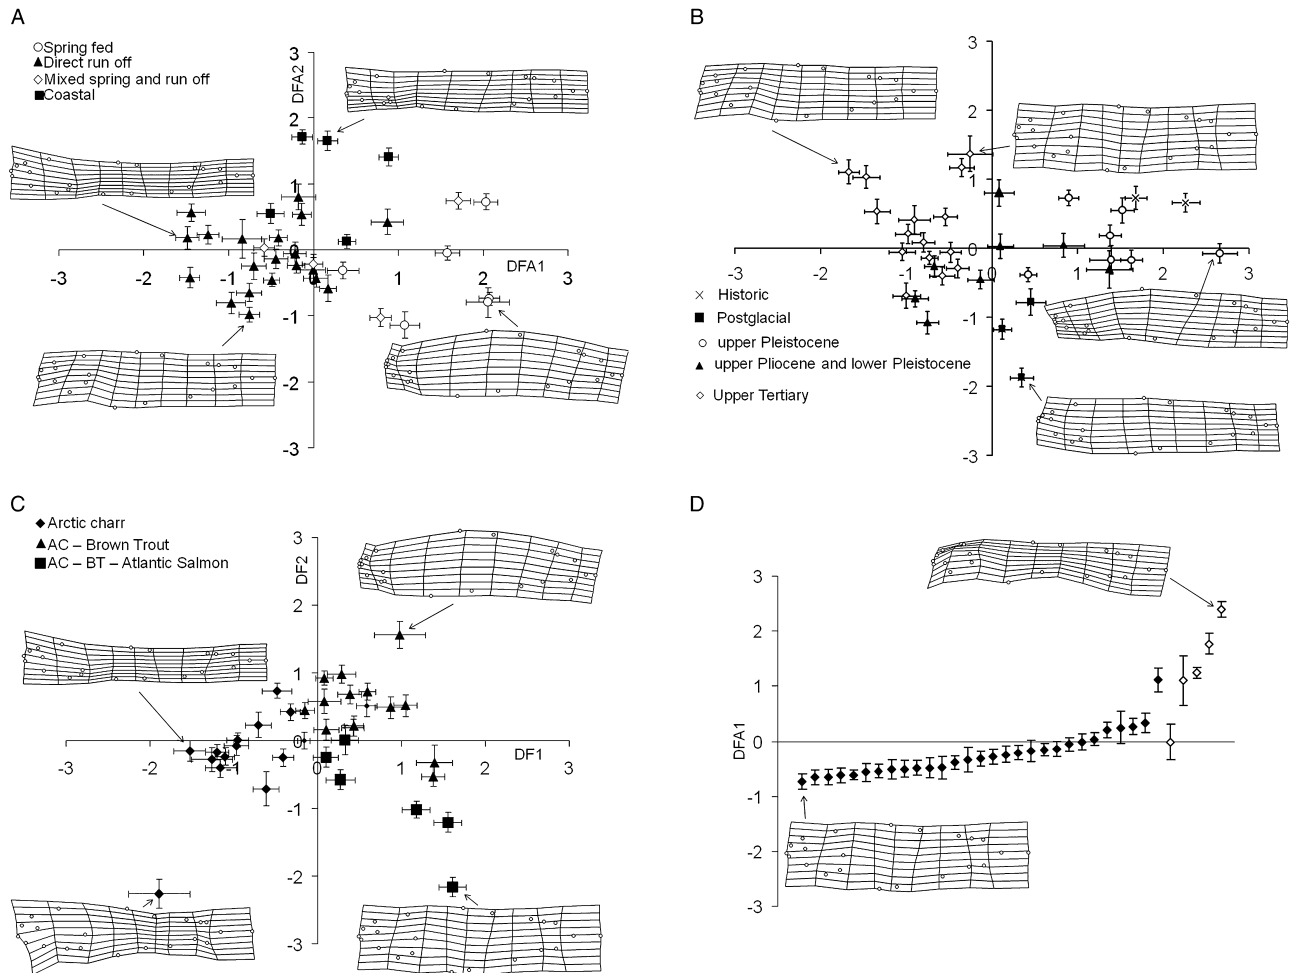 A
Spring fed
Direct run off
Mixed spring and run off
Coastal
DFA2
3
2
1
0
-1
-2
-3
-3
-2
-1
0
1
2
3
DFA1
B
3
2
1
0
-1
-2
-3
-3
-2
-1
0
1
2
3
Historic
Postglacial
upper Pleistocene
upper Pliocene and lower Pleistocene
Upper Tertiary
C
Arctic charr
AC – Brown Trout
AC – BT – Atlantic Salmon
DF2
3
2
1
0
-1
-2
-3
-3
-2
-1
0
1
2
3
DF1
D
DFA1
3
2
1
0
-1
-2
-3